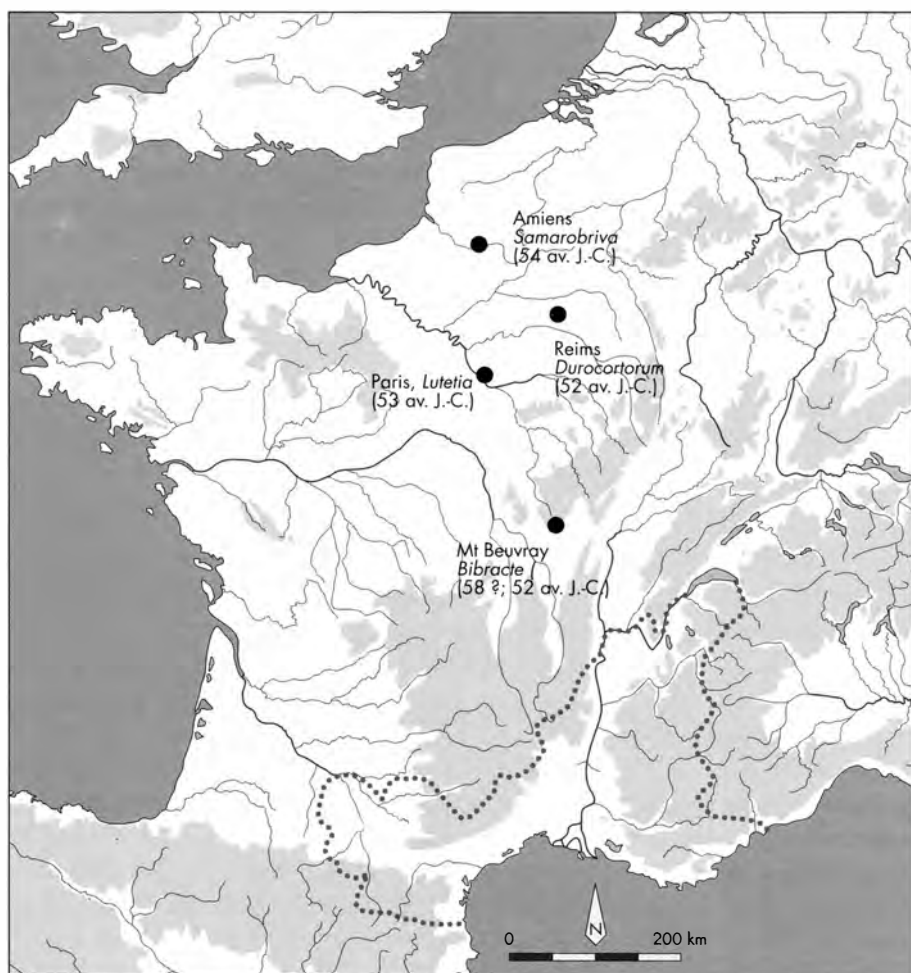 Amiens
Samarobriva
(54 av. J.-C.)
Reims
Durocortorum
(52 av. J.-C.)
Paris, Lutetia
(53 av. J.-C.)
Mt Beuvray
Bibracte
(58 ?; 52 av. J.-C.)
N
0 200 km